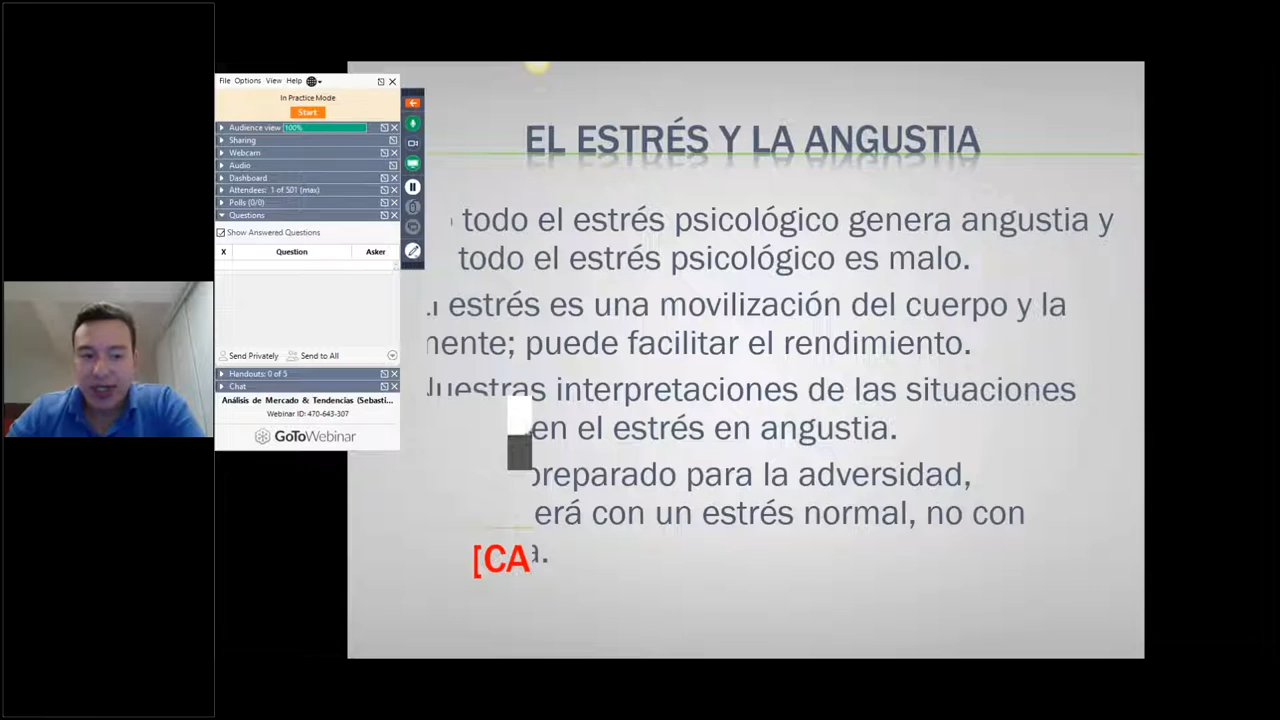 File Options View Help
In Practice Mode
Start
Audience view 100%
Sharing
Webcam
Audio
Dashboard
Attendees: 1 of 501 (max)
Polls (0/0)
Questions
Show Answered Questions
X Question Asker
Send Privately Send to All
Handouts: 0 of 5
Chat
Análisis de Mercado & Tendencias (Sebasti...
Webinar ID: 470-643-307
GoToWebinar
EL ESTRÉS Y LA ANGUSTIA
todo el estrés psicológico genera angustia y
todo el estrés psicológico es malo.
estrés es una movilización del cuerpo y la
mente; puede facilitar el rendimiento.
Nuestras interpretaciones de las situaciones
en el estrés en angustia.
preparado para la adversidad,
erá con un estrés normal, no con
a.
[CA